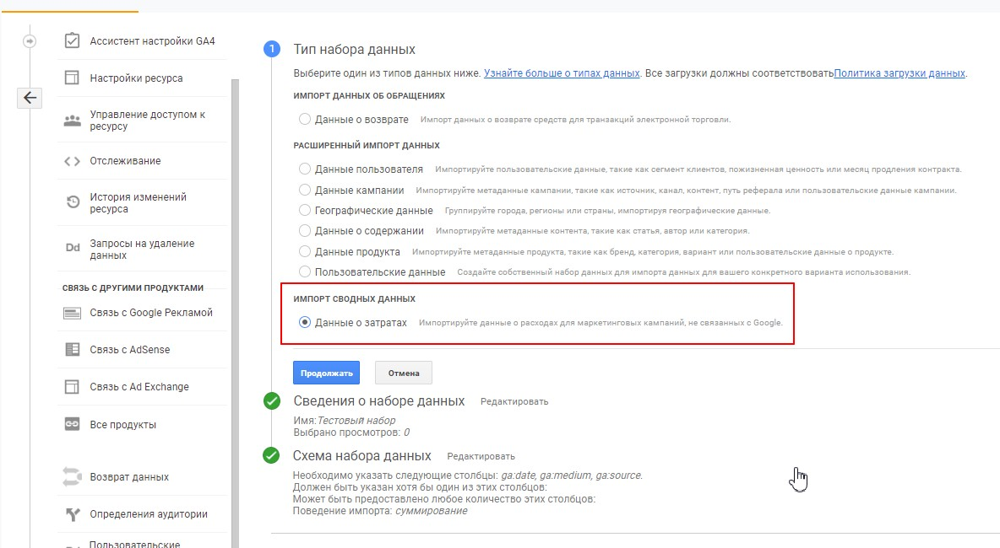 Ассистент настройки GA4
Настройки ресурса
Управление доступом к
ресурсу
Отслеживание
История изменений
ресурса
Dd
Запросы на удаление
данных
СВЯЗЬ С ДРУГИМИ ПРОДУКТАМИ
Связь с Google Рекламой
Связь с AdSense
Связь с Ad Exchange
Все продукты
Возврат данных
Определения аудитории
Пользовательские
1 Тип набора данных
Выберите один из типов данных ниже. Узнайте больше о типах данных. Все загрузки должны соответствоватьПолитика загрузки данных.
ИМПОРТ ДАННЫХ ОБ ОБРАЩЕНИЯХ
Данные о возврате Импорт данных о возврате средств для транзакций электронной торговли.
РАСШИРЕННЫЙ ИМПОРТ ДАННЫХ
Данные пользователя Импортируйте пользовательские данные, такие как сегмент клиентов, пожизненная ценность или месяц продления контракта.
Данные кампании Импортируйте метаданные кампании, такие как источник, канал, контент, путь реферала или пользовательские данные кампании.
Географические данные Группируйте города, регионы или страны, импортируя географические данные.
Данные о содержании Импортируйте метаданные контента, такие как статья, автор или категория.
Данные продукта Импортируйте метаданные продукта, такие как бренд, категория, вариант или пользовательские данные о продукте.
Пользовательские данные Создайте собственный набор данных для импорта данных для вашего конкретного варианта использования.
ИМПОРТ СВОДНЫХ ДАННЫХ
Данные о затратах Импортируйте данные о расходах для маркетинговых кампаний, не связанных с Google.
Продолжать Отмена
Сведения о наборе данных Редактировать
Имя:Тестовый набор
Выбрано просмотров: 0
Схема набора данных Редактировать
Необходимо указать следующие столбцы: ga:date, ga:medium, ga:source.
Должен быть указан хотя бы один из этих столбцов:
Может быть предоставлено любое количество этих столбцов:
Поведение импорта: суммирование